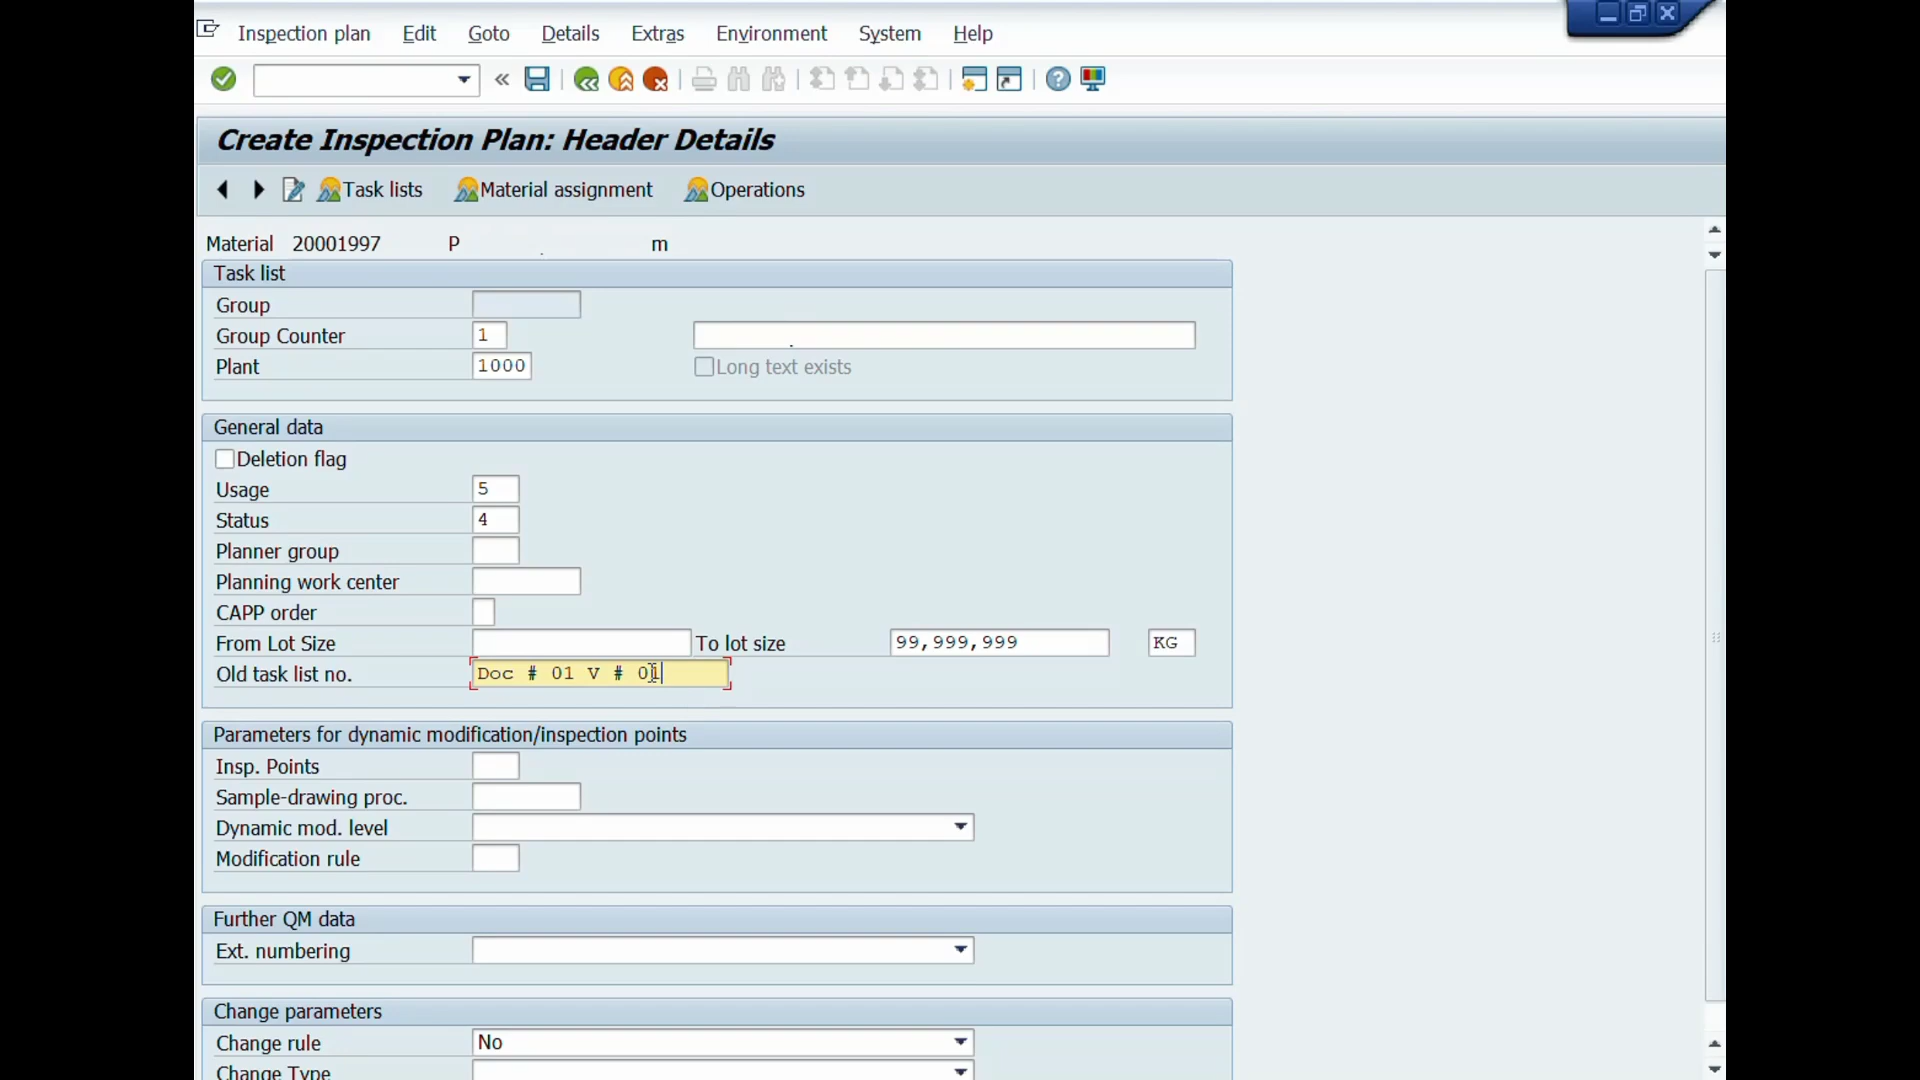 Inspection plan Edit Goto Details Extras Environment System Help
Create Inspection Plan: Header Details
Task lists Material assignment Operations
Material 20001997 P m
Task list
Group
Group Counter 1
Plant 1000 Long text exists
General data
Deletion flag
Usage 5
Status 4
Planner group
Planning work center
CAPP order
From Lot Size To lot size 99,999,999 KG
Old task list no. Doc # 01 V # 01
Parameters for dynamic modification/inspection points
Insp. Points
Sample-drawing proc.
Dynamic mod. level
Modification rule
Further QM data
Ext. numbering
Change parameters
Change rule No
Change Type